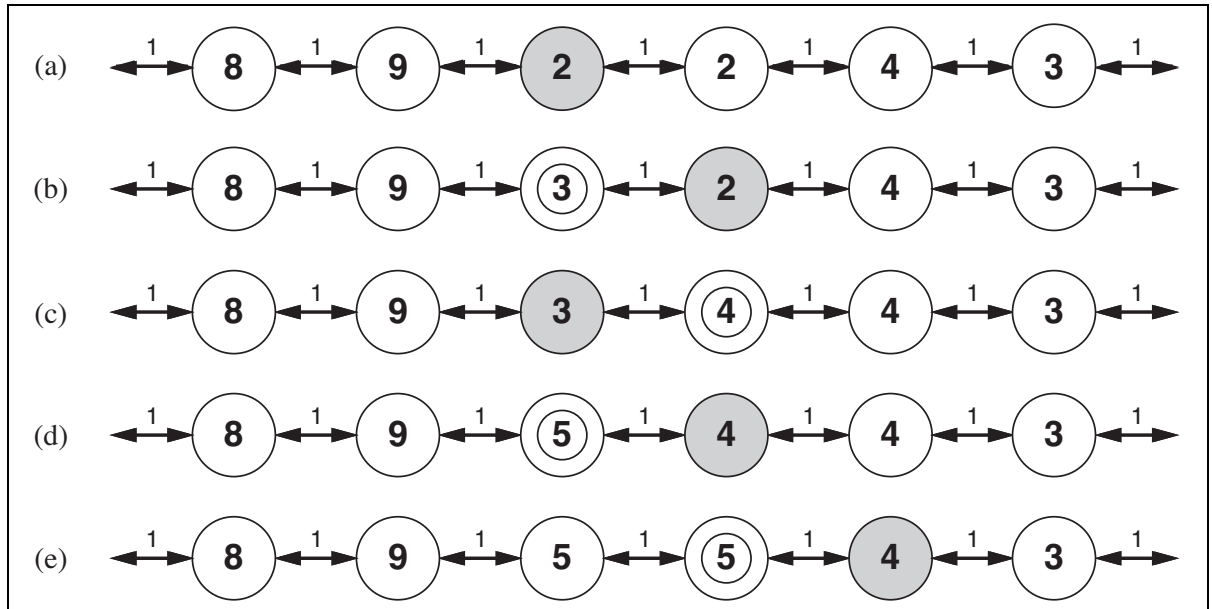 1 1 1 1 1 1 1
(a) 8 9 2 2 4 3
1 1 1 1 1 1 1
(b) 8 9 3 2 4 3
1 1 1 1 1 1 1
(c) 8 9 3 4 4 3
1 1 1 1 1 1 1
(d) 8 9 5 4 4 3
1 1 1 1 1 1 1
(e) 8 9 5 5 4 3